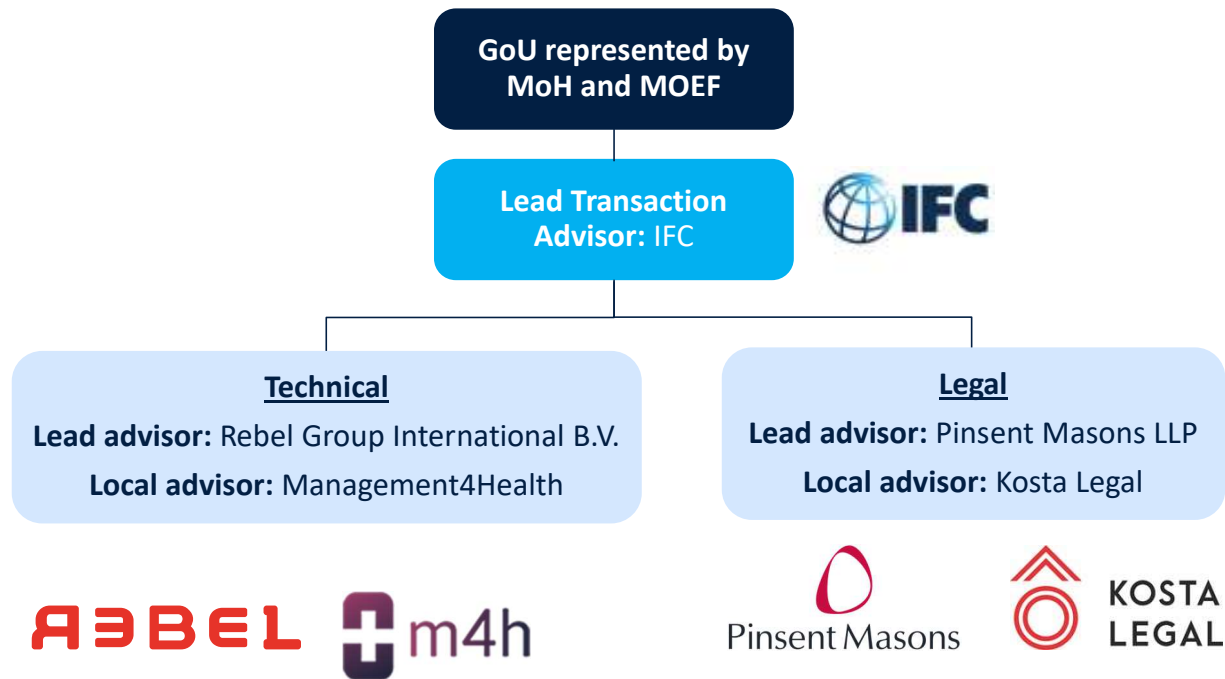 GoU represented by
MoH and MOEF
Lead Transaction
Advisor: IFC
IFC
Technical
Lead advisor: Rebel Group International B.V.
Local advisor: Management4Health
Legal
Lead advisor: Pinsent Masons LLP
Local advisor: Kosta Legal
REBEL
m4h
Pinsent Masons
KOSTA
LEGAL